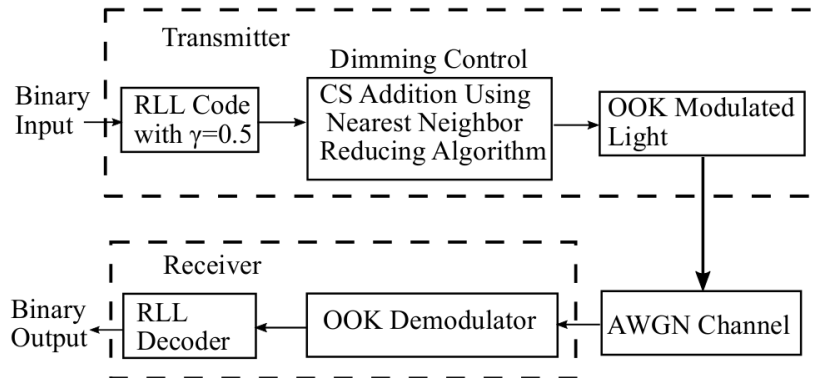 Transmitter
Dimming Control
Binary
Input
RLL Code
with γ=0.5
CS Addition Using
Nearest Neighbor
Reducing Algorithm
OOK Modulated
Light
Receiver
Binary
Output
RLL
Decoder
OOK Demodulator
AWGN Channel